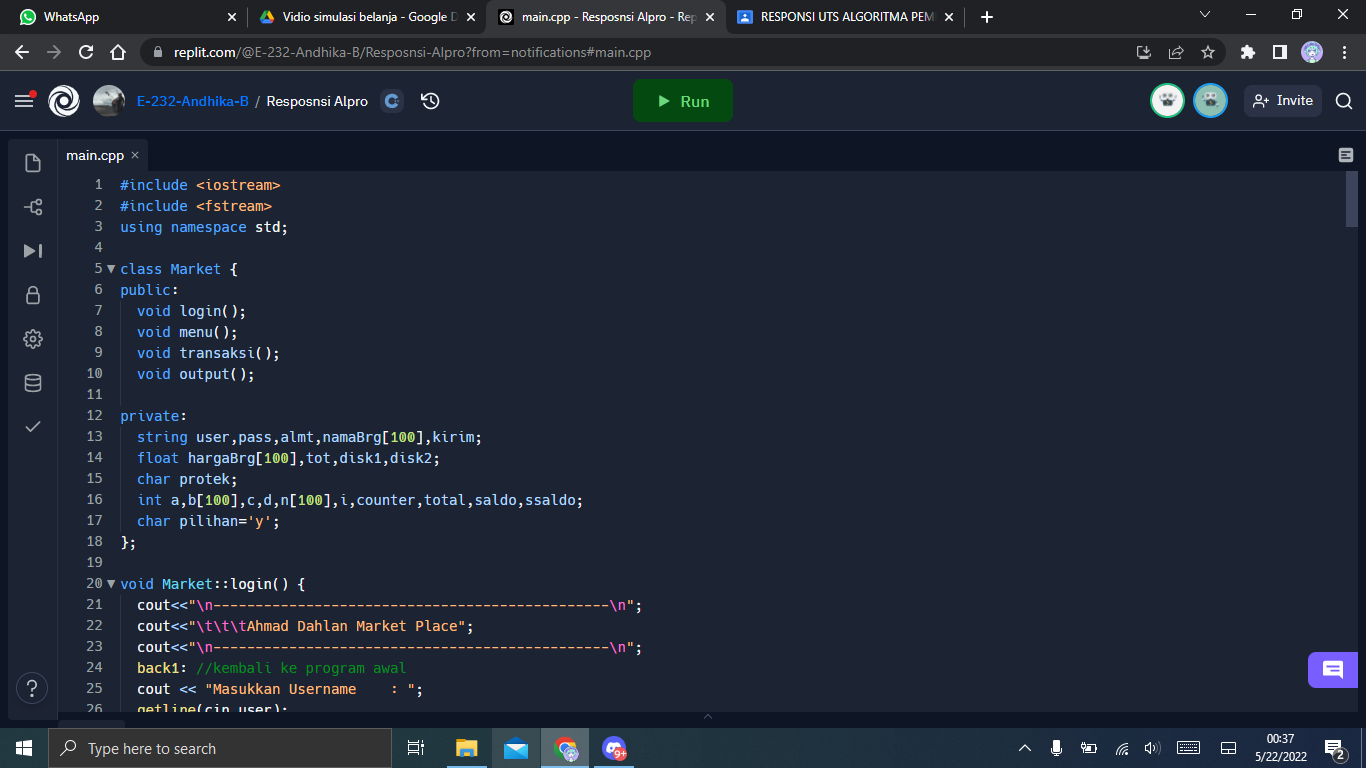 WhatsApp
Vidio simulasi belanja - Google D
main.cpp - Resposnsi Alpro - Rep
RESPONSI UTS ALGORITMA PEM
replit.com/@E-232-Andhika-B/Resposnsi-Alpro?from=notifications#main.cpp
E-232-Andhika-B / Resposnsi Alpro
Run
Invite
main.cpp
1 #include <iostream>
2 #include <fstream>
3 using namespace std;
4
5 class Market {
6 public:
7 void login();
8 void menu();
9 void transaksi();
10 void output();
11
12 private:
13 string user,pass,almt,namaBrg[100],kirim;
14 float hargaBrg[100],tot,disk1,disk2;
15 char protek;
16 int a,b[100],c,d,n[100],i,counter,total,saldo,ssaldo;
17 char pilihan='y';
18 };
19
20 void Market::login() {
21 cout<<"\n-----------------------------------------------\n";
22 cout<<"\t\t\tAhmad Dahlan Market Place";
23 cout<<"\n-----------------------------------------------\n";
24 back1: //kembali ke program awal
25 cout << "Masukkan Username    : ";
26 getline(cin,user);
?
Type here to search
9+
00:37
5/22/2022
2